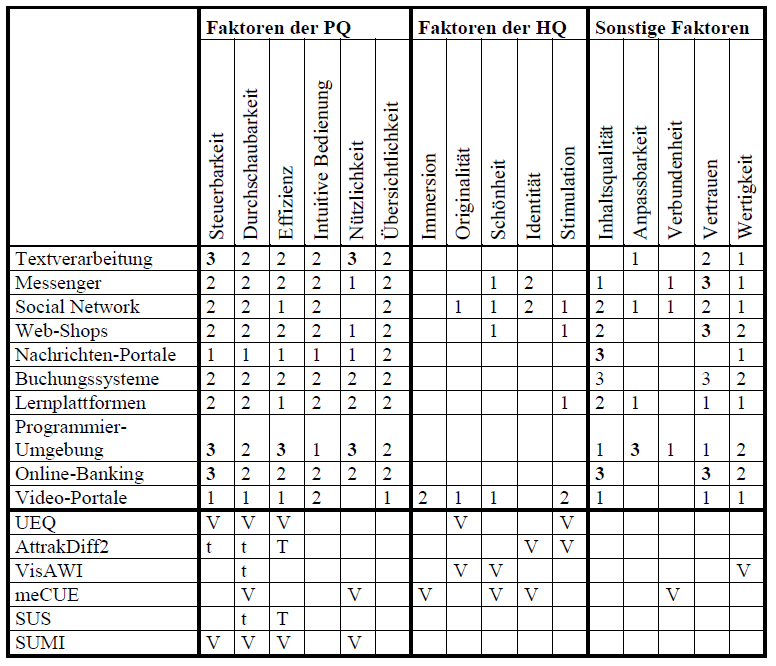 Faktoren der PQ Faktoren der HQ Sonstige Faktoren
Steuerbarkeit Durchschaubarkeit Effizienz Intuitive Bedienung Nützlichkeit Übersichtlichkeit Immersion Originalität Schönheit Identität Stimulation Inhaltsqualität Anpassbarkeit Verbundenheit Vertrauen Wertigkeit
Textverarbeitung 3 2 2 2 3 2 1 2 1
Messenger 2 2 2 2 1 2 1 2 1 1 3 1
Social Network 2 2 1 2 2 1 1 2 1 2 1 1 2 1
Web-Shops 2 2 2 2 1 2 1 1 2 3 2
Nachrichten-Portale 1 1 1 1 1 2 3 1
Buchungssysteme 2 2 2 2 2 2 3 3 2
Lernplattformen 2 2 1 2 2 2 1 2 1 1 1
Programmier-
Umgebung 3 2 3 1 3 2 1 3 1 1 2
Online-Banking 3 2 2 2 2 2 3 3 2
Video-Portale 1 1 1 2 1 2 1 1 2 1 1 1
UEQ V V V V V
AttrakDiff2 t t T V V
VisAWI t V V V
meCUE V V V V V V
SUS t T
SUMI V V V V